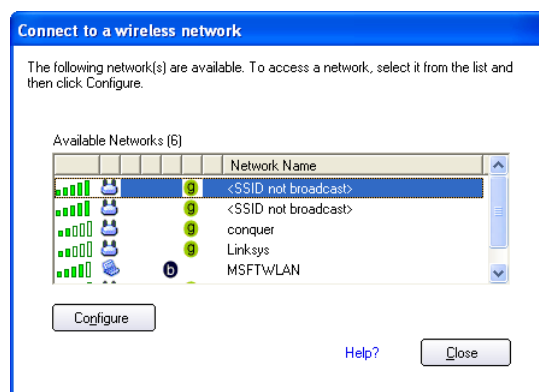 Connect to a wireless network
The following network(s) are available. To access a network, select it from the list and
then click Configure.
Available Networks (6)
Network Name
g <SSID not broadcast>
g <SSID not broadcast>
g conquer
g Linksys
b MSFTWLAN
Configure
Help? Close